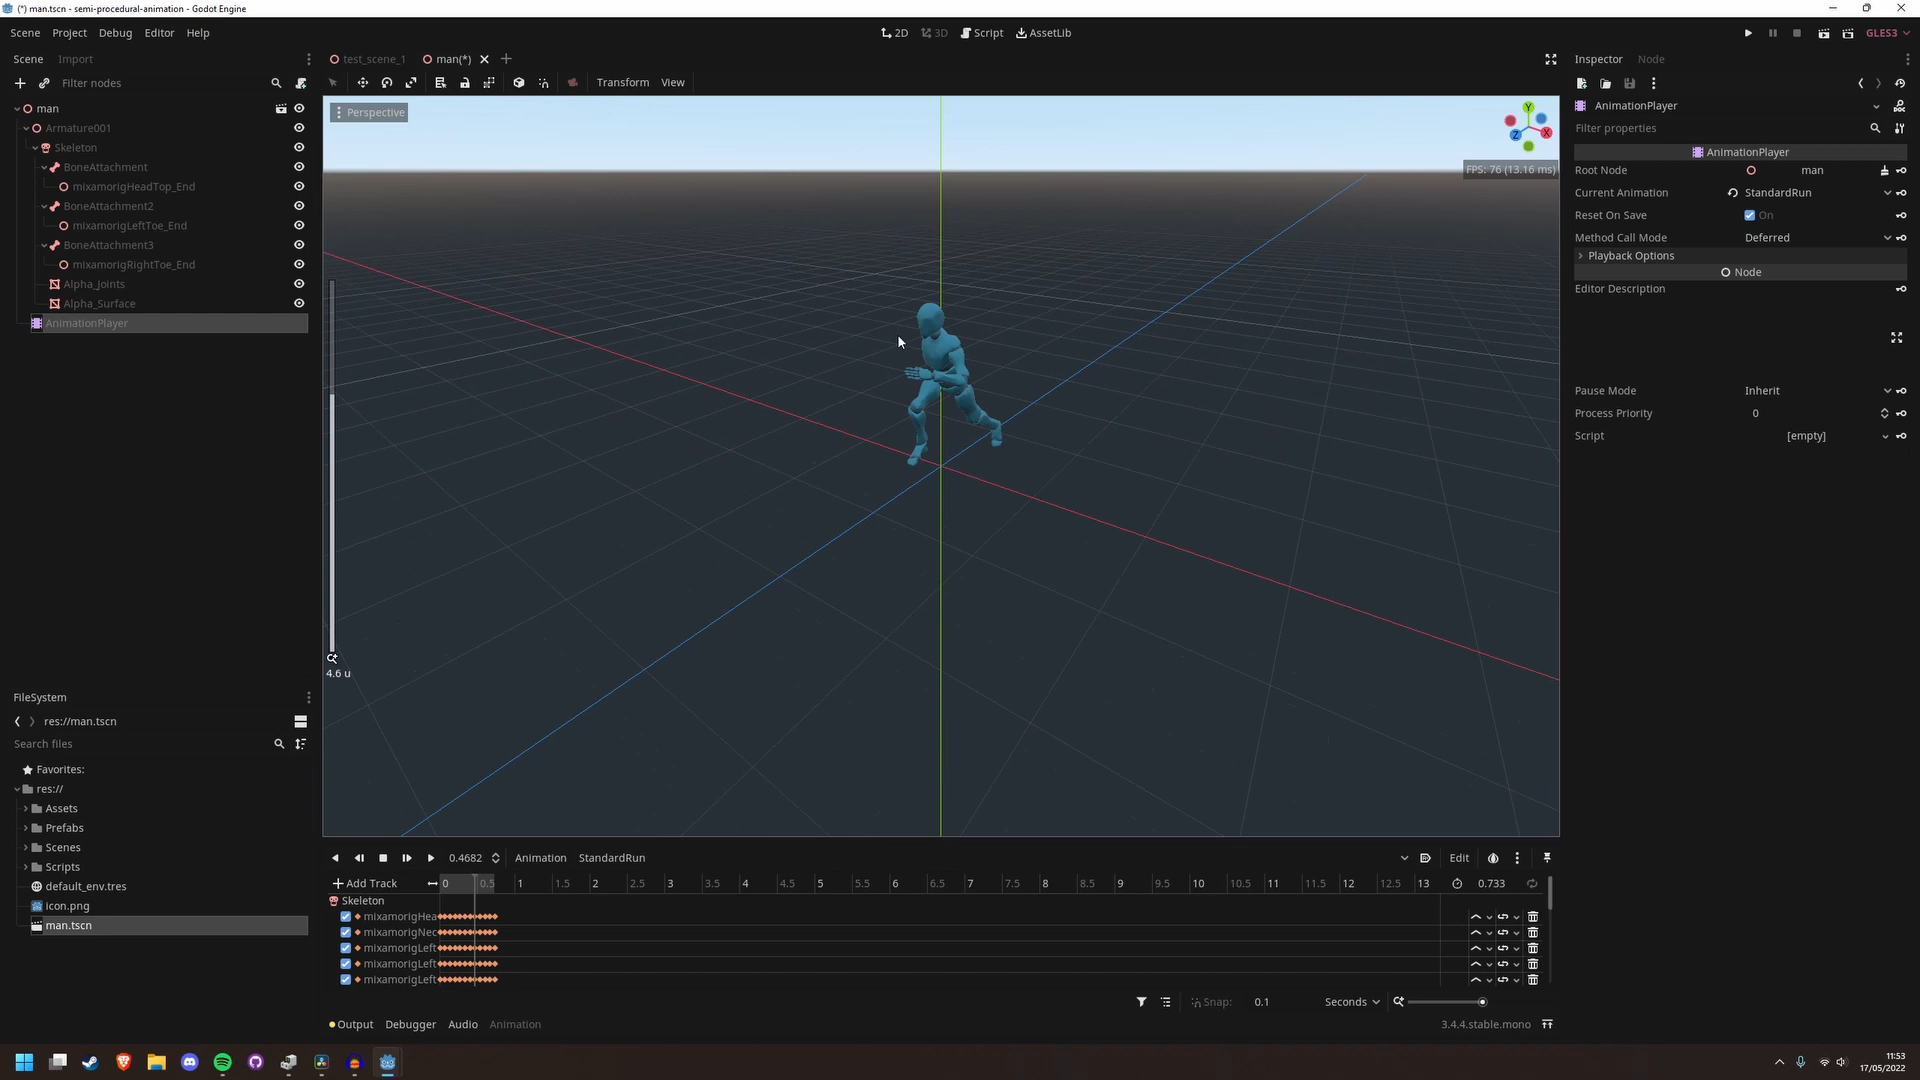 (*) man.tscn - semi-procedural-animation - Godot Engine
Scene Project Debug Editor Help
2D 3D Script AssetLib
GLES3
Scene Import
test_scene_1 man(*)
Inspector Node
Filter nodes
Transform View
man
Armature001
Skeleton
BoneAttachment
mixamorigHeadTop_End
BoneAttachment2
mixamorigLeftToe_End
BoneAttachment3
mixamorigRightToe_End
Alpha_Joints
Alpha_Surface
AnimationPlayer
Perspective
Y
X
Z
FPS: 76 (13.16 ms)
4.6 u
AnimationPlayer
Filter properties
AnimationPlayer
Root Node man
Current Animation StandardRun
Reset On Save On
Method Call Mode Deferred
Playback Options
Node
Editor Description
Pause Mode Inherit
Process Priority 0
Script [empty]
FileSystem
res://man.tscn
Search files
Favorites:
res://
Assets
Prefabs
Scenes
Scripts
default_env.tres
icon.png
man.tscn
0.4682 Animation StandardRun Edit
Add Track 0 0.5 1 1.5 2 2.5 3 3.5 4 4.5 5 5.5 6 6.5 7 7.5 8 8.5 9 9.5 10 10.5 11 11.5 12 12.5 13 0.733
Skeleton
mixamorigHea
mixamorigNec
mixamorigLeft
mixamorigLeft
mixamorigLeft
Snap: 0.1 Seconds
Output Debugger Audio Animation 3.4.4.stable.mono
11:53
17/05/2022